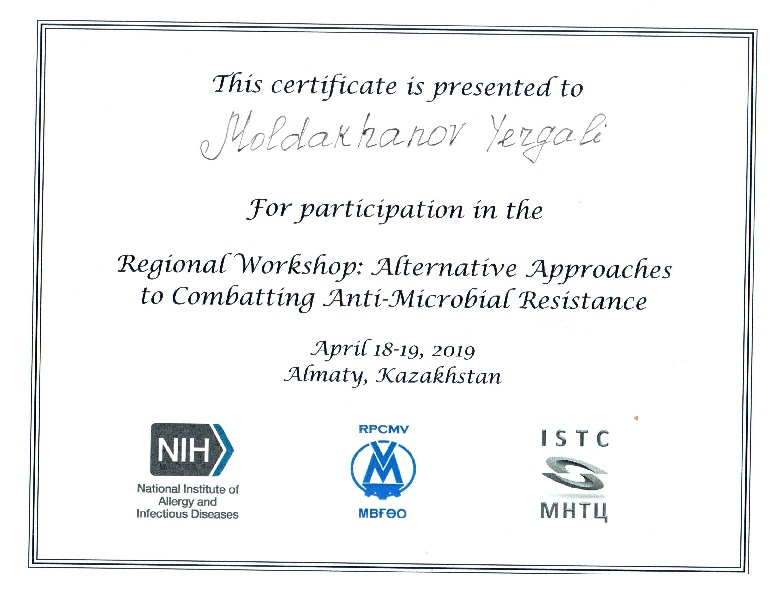 This certificate is presented to
Moldakhanov Yergali
For participation in the
Regional Workshop: Alternative Approaches
to Combatting Anti-Microbial Resistance
April 18-19, 2019
Almaty, Kazakhstan
NIH
National Institute of
Allergy and
Infectious Diseases
RPCMV
МВГӨО
ISTC
МНТЦ